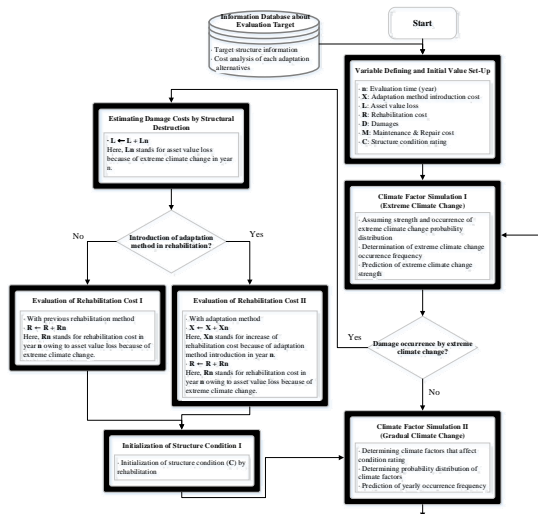 Information Database about
Evaluation Target
· Target structure information
· Cost analysis of each adaptation
alternatives
Start
Variable Defining and Initial Value Set-Up
· n: Evaluation time (year)
· X: Adaptation method introduction cost
· L: Asset value loss
· R: Rehabilitation cost
· D: Damages
· M: Maintenance & Repair cost
· C: Structure condition rating
Estimating Damage Costs by Structural
Destruction
· L ← L + Ln
Here, Ln stands for asset value loss
because of extreme climate change in year
n.
Climate Factor Simulation I
(Extreme Climate Change)
· Assuming strength and occurrence of
extreme climate change probability
distribution
· Determination of extreme climate change
occurrence frequency
· Prediction of extreme climate change
strength
No
Introduction of adaptation
method in rehabilitation?
Yes
Evaluation of Rehabilitation Cost I
· With previous rehabilitation method
· R ← R + Rn
Here, Rn stands for rehabilitation cost in
year n owing to asset value loss because of
extreme climate change.
Evaluation of Rehabilitation Cost II
· With adaptation method
· X ← X + Xn
Here, Xn stands for increase of
rehabilitation cost because of adaptation
method introduction in year n.
· R ← R + Rn
Here, Rn stands for rehabilitation cost in
year n owing to asset value loss because of
extreme climate change.
Yes
Damage occurrence by extreme
climate change?
No
Initialization of Structure Condition I
· Initialization of structure condition (C) by
rehabilitation
Climate Factor Simulation II
(Gradual Climate Change)
· Determining climate factors that affect
condition rating
· Determining probability distribution of
climate factors
· Prediction of yearly occurrence frequency